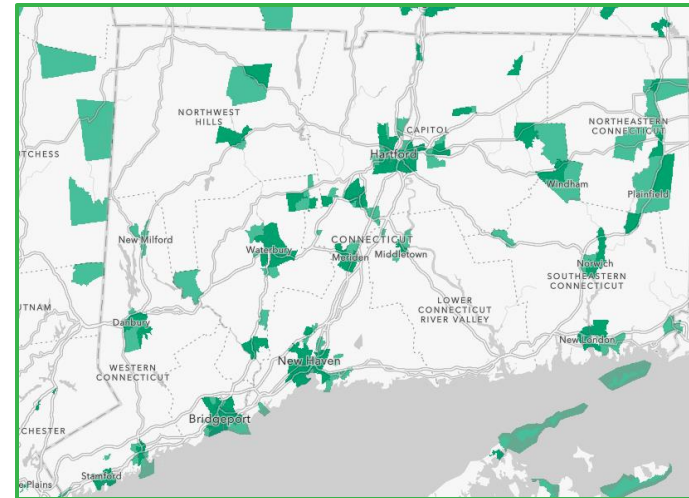 NORTHWEST
HILLS
CAPITOL
NORTHEASTERN
CONNECTICUT
UTCHESS
Hartford
Windham
Plainfield
New Milford
Waterbury
CONNECTICUT
Meriden
Middletown
Norwich
SOUTHEASTERN
CONNECTICUT
LOWER
CONNECTICUT
RIVER VALLEY
UTNAM
Danbury
New London
WESTERN
CONNECTICUT
New Haven
Bridgeport
CHESTER
Stamford
e Plains